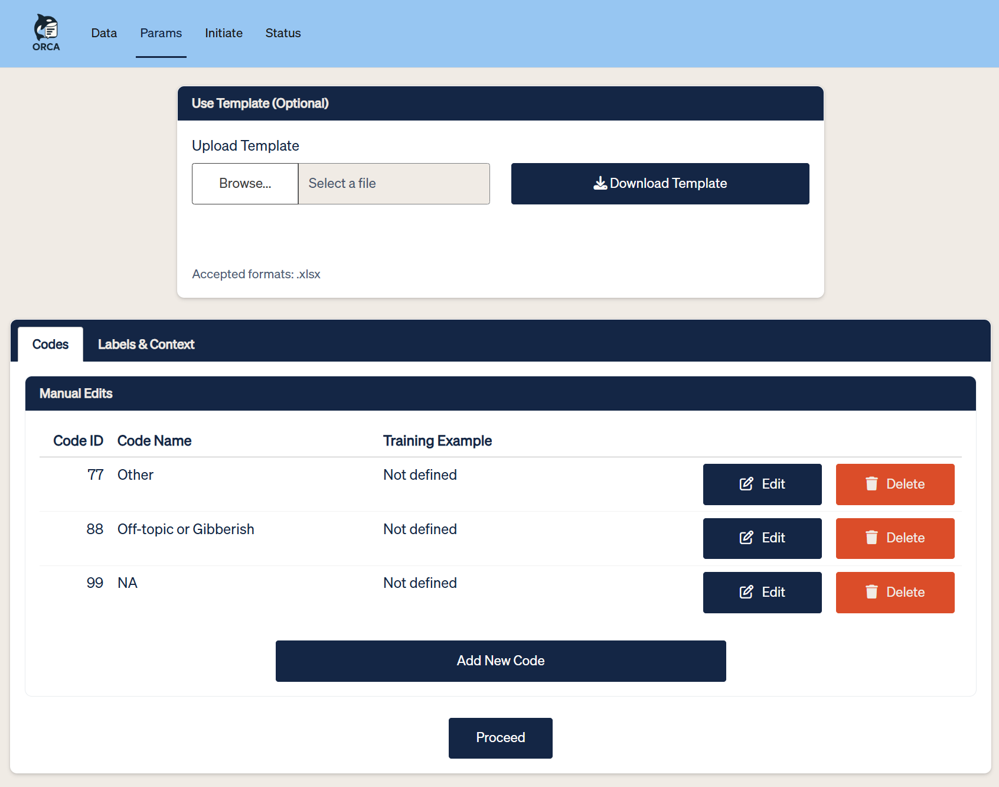 ORCA
Data Params Initiate Status
Use Template (Optional)
Upload Template
Browse... Select a file Download Template
Accepted formats: .xlsx
Codes Labels & Context
Manual Edits
Code ID Code Name Training Example
77 Other Not defined Edit Delete
88 Off-topic or Gibberish Not defined Edit Delete
99 NA Not defined Edit Delete
Add New Code
Proceed